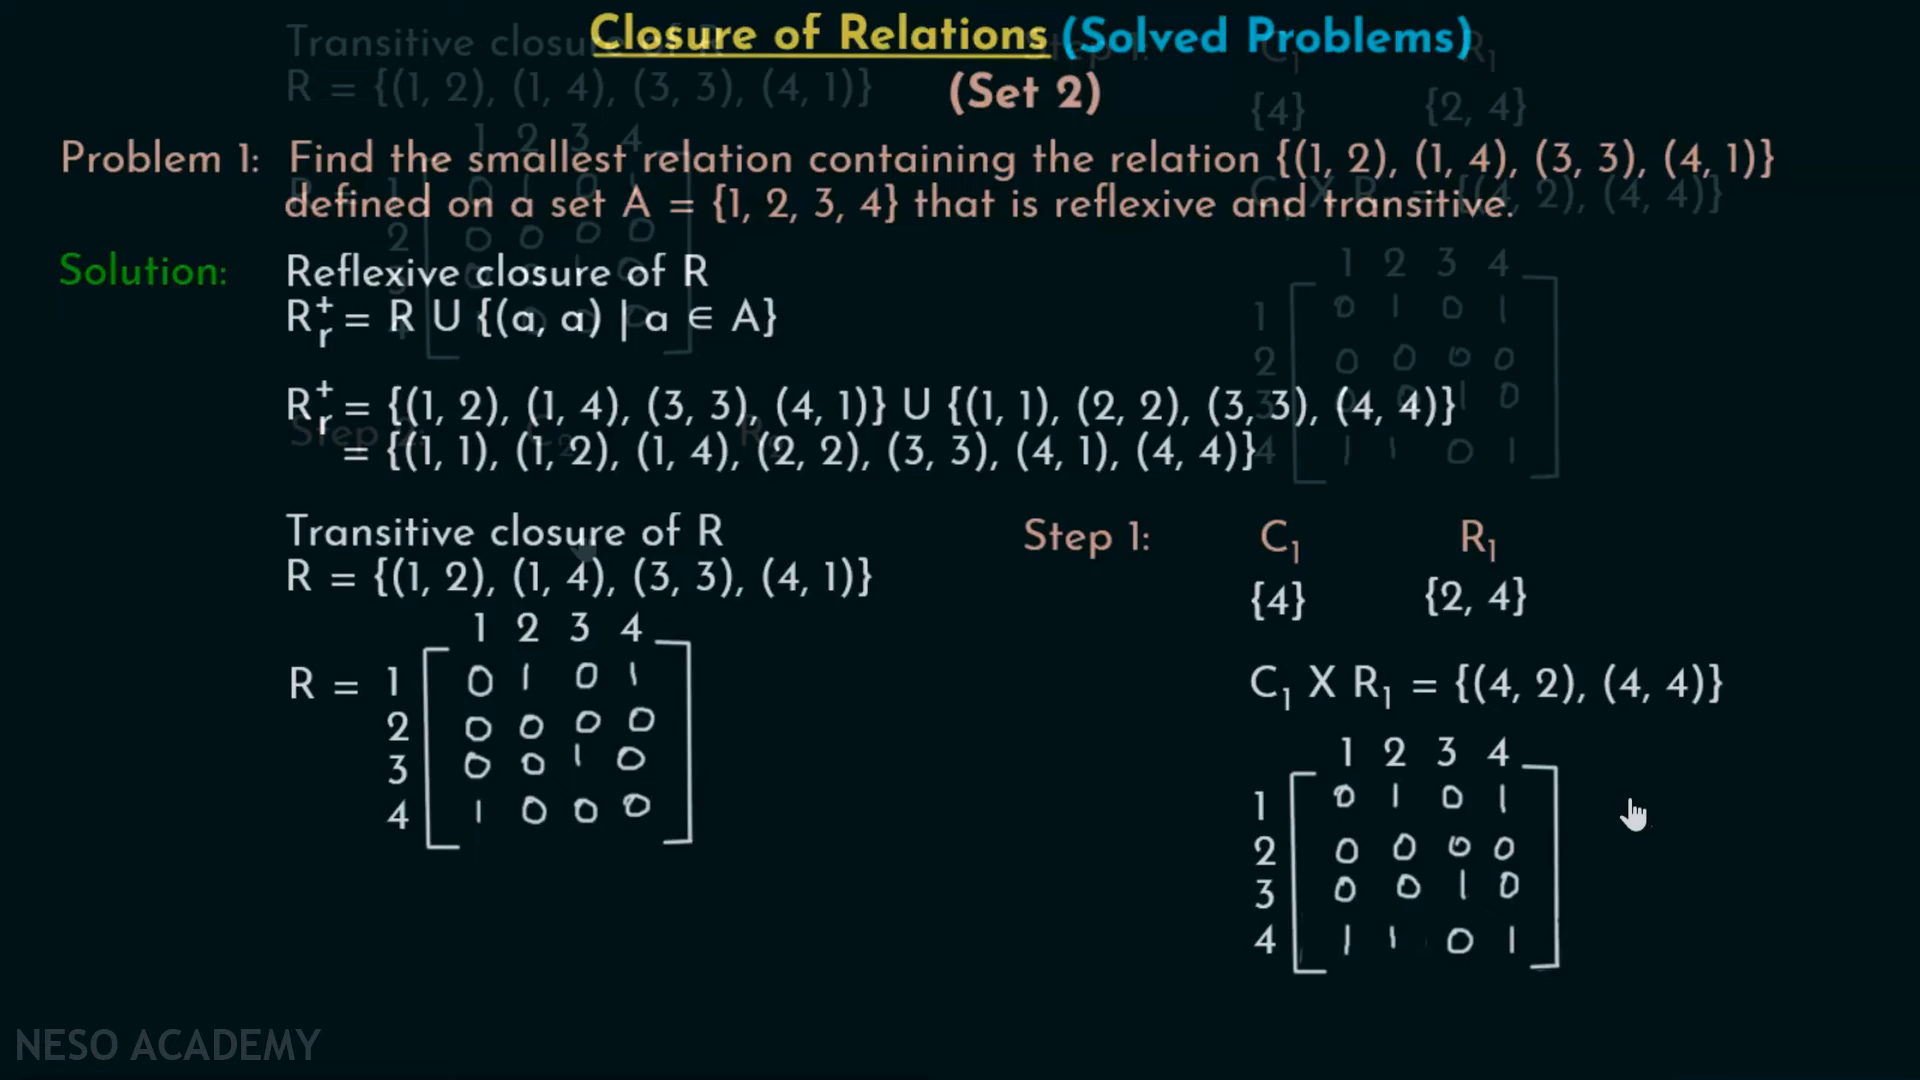 Closure of Relations (Solved Problems)
(Set 2)
Problem 1: Find the smallest relation containing the relation {(1, 2), (1, 4), (3, 3), (4, 1)}
defined on a set A = {1, 2, 3, 4} that is reflexive and transitive.
Solution: Reflexive closure of R
R⁺ᵣ = R U {(a, a) | a ∈ A}
R⁺ᵣ = {(1, 2), (1, 4), (3, 3), (4, 1)} U {(1, 1), (2, 2), (3, 3), (4, 4)}
= {(1, 1), (1, 2), (1, 4), (2, 2), (3, 3), (4, 1), (4, 4)}
Transitive closure of R
R = {(1, 2), (1, 4), (3, 3), (4, 1)}
1 2 3 4
R = 1 0 1 0 1
2 0 0 0 0
3 0 0 1 0
4 1 0 0 0
Step 1: C₁ R₁
{4} {2, 4}
C₁ X R₁ = {(4, 2), (4, 4)}
1 2 3 4
1 0 1 0 1
2 0 0 0 0
3 0 0 1 0
4 1 1 0 1
NESO ACADEMY